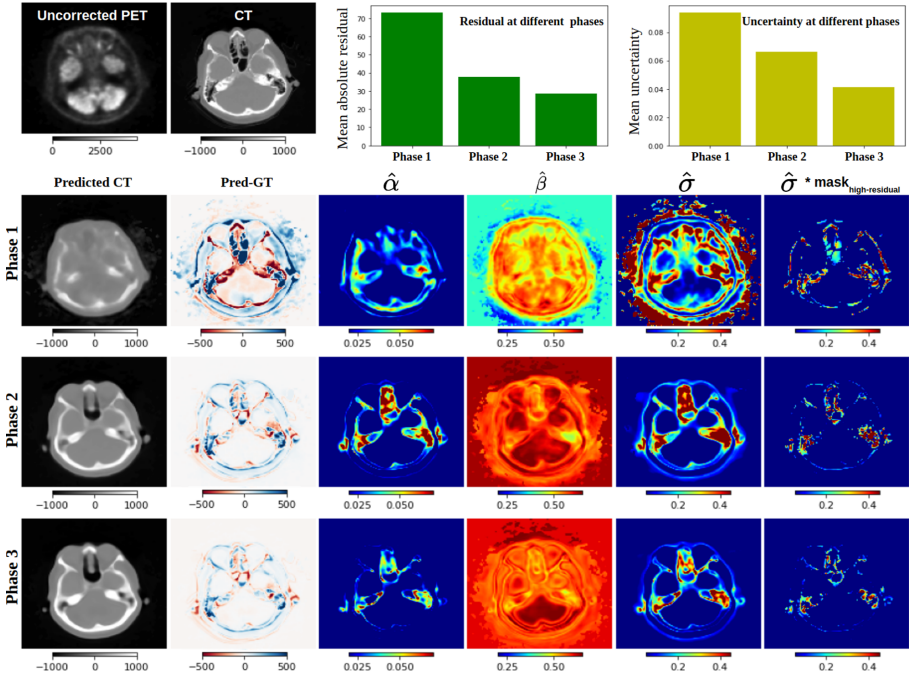 Uncorrected PET
CT
0 2500
−1000 0 1000
Residual at different phases
Mean absolute residual
70
60
50
40
30
20
10
0
Phase 1 Phase 2 Phase 3
Uncertainty at different phases
Mean uncertainty
0.08
0.06
0.04
0.02
0.00
Phase 1 Phase 2 Phase 3
Predicted CT Pred-GT α̂ β̂ σ̂ σ̂ * mask high-residual
Phase 1
−1000 0 1000 −500 0 500 0.025 0.050 0.25 0.50 0.2 0.4 0.2 0.4
Phase 2
−1000 0 1000 −500 0 500 0.025 0.050 0.25 0.50 0.2 0.4 0.2 0.4
Phase 3
−1000 0 1000 −500 0 500 0.025 0.050 0.25 0.50 0.2 0.4 0.2 0.4